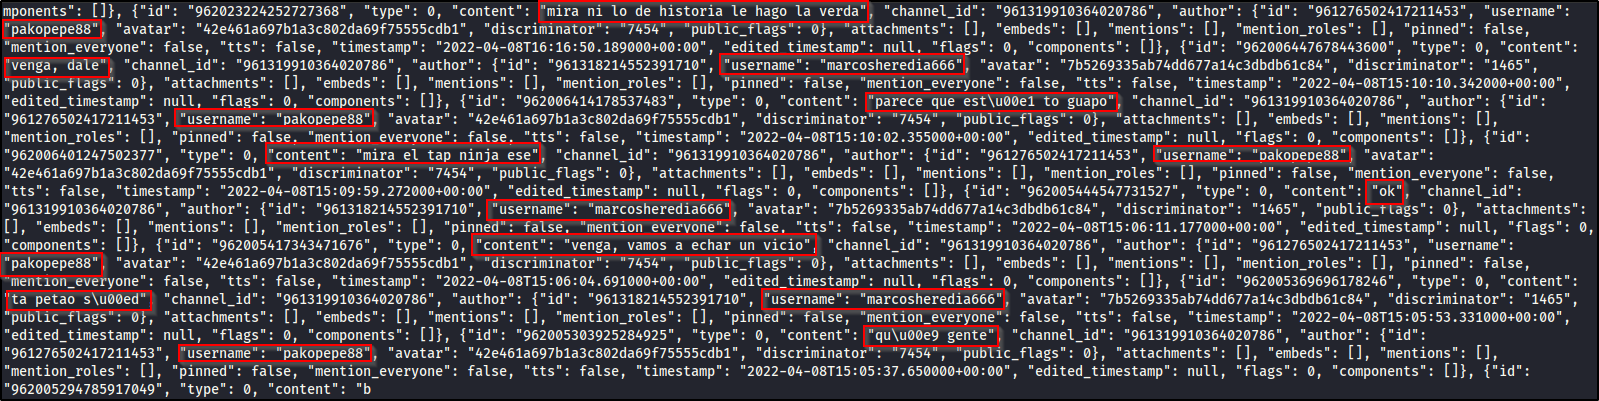 mponents": []}, {"id": "962023224252727368", "type": 0, "content": "mira ni lo de historia le hago la verda", "channel_id": "961319910364020786", "author": {"id": "961276502417211453", "username":
"pakopepe88", "avatar": "42e461a697b1a3c802da69f75555cdb1", "discriminator": "7454", "public_flags": 0}, "attachments": [], "embeds": [], "mentions": [], "mention_roles": [], "pinned": false,
"mention_everyone": false, "tts": false, "timestamp": "2022-04-08T16:16:50.189000+00:00", "edited_timestamp": null, "flags": 0, "components": []}, {"id": "962006447678443600", "type": 0, "content":
"venga, dale", "channel_id": "961319910364020786", "author": {"id": "961318214552391710", "username": "marcosheredia666", "avatar": "7b5269335ab74dd677a14c3dbdb61c84", "discriminator": "1465",
"public_flags": 0}, "attachments": [], "embeds": [], "mentions": [], "mention_roles": [], "pinned": false, "mention_everyone": false, "tts": false, "timestamp": "2022-04-08T15:10:10.342000+00:00",
"edited_timestamp": null, "flags": 0, "components": []}, {"id": "962006414178537483", "type": 0, "content": "parece que est\u00e1 to guapo", "channel_id": "961319910364020786", "author": {"id":
"961276502417211453", "username": "pakopepe88", "avatar": "42e461a697b1a3c802da69f75555cdb1", "discriminator": "7454", "public_flags": 0}, "attachments": [], "embeds": [], "mentions": [],
"mention_roles": [], "pinned": false, "mention_everyone": false, "tts": false, "timestamp": "2022-04-08T15:10:02.355000+00:00", "edited_timestamp": null, "flags": 0, "components": []}, {"id":
"962006401247502377", "type": 0, "content": "mira el tap ninja ese", "channel_id": "961319910364020786", "author": {"id": "961276502417211453", "username": "pakopepe88", "avatar":
"42e461a697b1a3c802da69f75555cdb1", "discriminator": "7454", "public_flags": 0}, "attachments": [], "embeds": [], "mentions": [], "mention_roles": [], "pinned": false, "mention_everyone": false,
"tts": false, "timestamp": "2022-04-08T15:09:59.272000+00:00", "edited_timestamp": null, "flags": 0, "components": []}, {"id": "962005444547731527", "type": 0, "content": "ok", "channel_id":
"961319910364020786", "author": {"id": "961318214552391710", "username": "marcosheredia666", "avatar": "7b5269335ab74dd677a14c3dbdb61c84", "discriminator": "1465", "public_flags": 0}, "attachments":
[], "embeds": [], "mentions": [], "mention_roles": [], "pinned": false, "mention_everyone": false, "tts": false, "timestamp": "2022-04-08T15:06:11.177000+00:00", "edited_timestamp": null, "flags": 0,
"components": []}, {"id": "962005417343471676", "type": 0, "content": "venga, vamos a echar un vicio", "channel_id": "961319910364020786", "author": {"id": "961276502417211453", "username":
"pakopepe88", "avatar": "42e461a697b1a3c802da69f75555cdb1", "discriminator": "7454", "public_flags": 0}, "attachments": [], "embeds": [], "mentions": [], "mention_roles": [], "pinned": false,
"mention_everyone": false, "tts": false, "timestamp": "2022-04-08T15:06:04.691000+00:00", "edited_timestamp": null, "flags": 0, "components": []}, {"id": "962005369696178246", "type": 0, "content":
"ta petao s\u00ed", "channel_id": "961319910364020786", "author": {"id": "961318214552391710", "username": "marcosheredia666", "avatar": "7b5269335ab74dd677a14c3dbdb61c84", "discriminator": "1465",
"public_flags": 0}, "attachments": [], "embeds": [], "mentions": [], "mention_roles": [], "pinned": false, "mention_everyone": false, "tts": false, "timestamp": "2022-04-08T15:05:53.331000+00:00",
"edited_timestamp": null, "flags": 0, "components": []}, {"id": "962005303925284925", "type": 0, "content": "qu\u00e9 gente", "channel_id": "961319910364020786", "author": {"id":
"961276502417211453", "username": "pakopepe88", "avatar": "42e461a697b1a3c802da69f75555cdb1", "discriminator": "7454", "public_flags": 0}, "attachments": [], "embeds": [], "mentions": [],
"mention_roles": [], "pinned": false, "mention_everyone": false, "tts": false, "timestamp": "2022-04-08T15:05:37.650000+00:00", "edited_timestamp": null, "flags": 0, "components": []}, {"id":
"962005294785917049", "type": 0, "content": "b